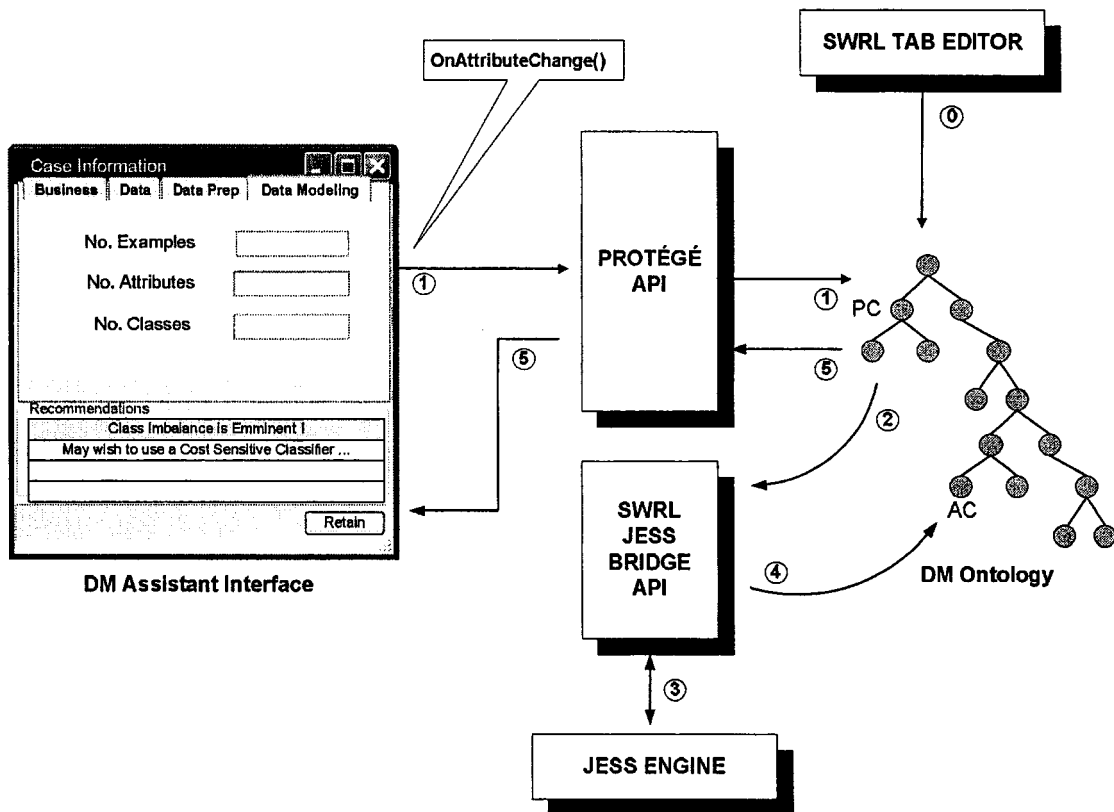 SWRL TAB EDITOR
OnAttributeChange()
⓪
Case Information
Business Data Data Prep Data Modeling
No. Examples
No. Attributes
No. Classes
Recommendations
Class Imbalance is Emminent !
May wish to use a Cost Sensitive Classifier ...
Retain
DM Assistant Interface
①
⑤
PROTÉGÉ
API
①
⑤
PC
②
AC
DM Ontology
SWRL
JESS
BRIDGE
API
④
③
JESS ENGINE